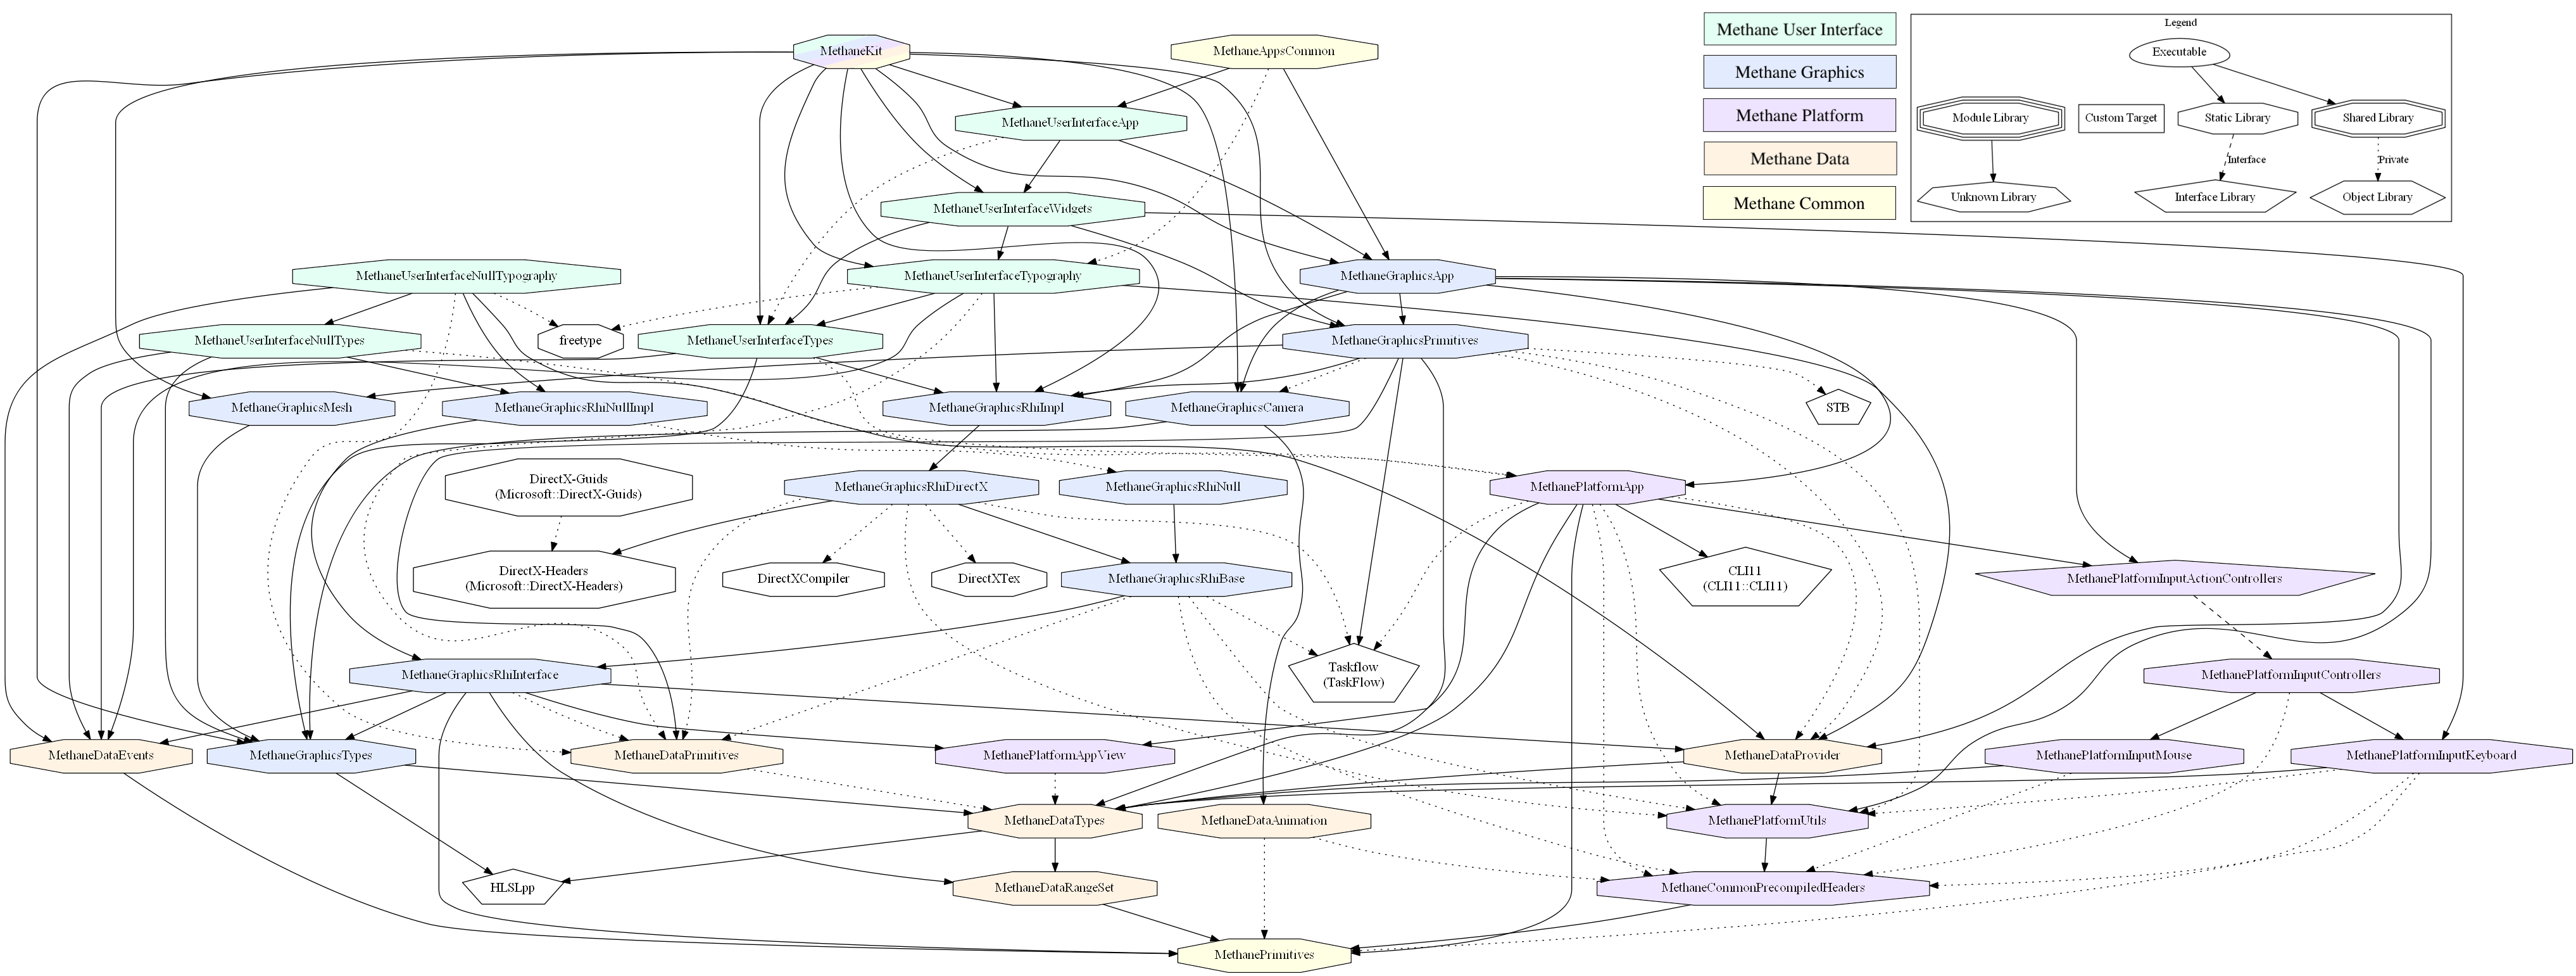 MethaneKit
MethaneAppsCommon
Methane User Interface
Methane Graphics
Methane Platform
Methane Data
Methane Common
Legend
Executable
Module Library
Custom Target
Static Library
Shared Library
Interface
Private
Unknown Library
Interface Library
Object Library
MethaneUserInterfaceApp
MethaneUserInterfaceWidgets
MethaneUserInterfaceNullTypography
MethaneUserInterfaceTypography
MethaneGraphicsApp
MethaneUserInterfaceNullTypes
freetype
MethaneUserInterfaceTypes
MethaneGraphicsPrimitives
MethaneGraphicsMesh
MethaneGraphicsRhiNullImpl
MethaneGraphicsRhiImpl
MethaneGraphicsCamera
STB
DirectX-Guids
(Microsoft::DirectX-Guids)
MethaneGraphicsRhiDirectX
MethaneGraphicsRhiNull
MethanePlatformApp
DirectX-Headers
(Microsoft::DirectX-Headers)
DirectXCompiler
DirectXTex
MethaneGraphicsRhiBase
CLI11
(CLI11::CLI11)
MethanePlatformInputActionControllers
MethaneGraphicsRhiInterface
Taskflow
(TaskFlow)
MethanePlatformInputControllers
MethaneDataEvents
MethaneGraphicsTypes
MethaneDataPrimitives
MethanePlatformAppView
MethaneDataProvider
MethanePlatformInputMouse
MethanePlatformInputKeyboard
MethaneDataTypes
MethaneDataAnimation
MethanePlatformUtils
HLSLpp
MethaneDataRangeSet
MethaneCommonPrecompiledHeaders
MethanePrimitives